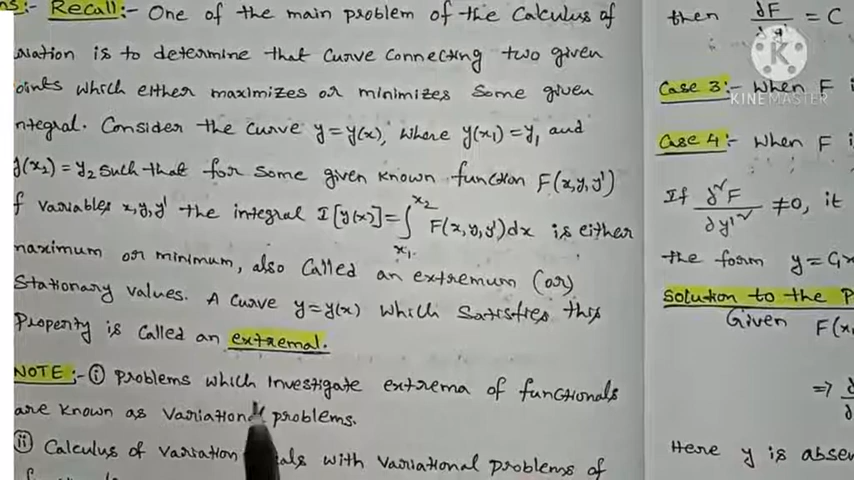 Recall:- One of the main problem of the Calculus of
is to determine that curve connecting two given
which either maximizes or minimizes some given
integral. Consider the curve y=y(x), where y(x₁)=y₁ and
y(x₂)=y₂ such that for some given known function F(x,y,y')
variables x,y,y' the integral I[y(x)]=∫ₓ₁ˣ² F(x,y,y')dx is either
maximum or minimum, also called an extremum (or)
Stationary values. A curve y=y(x) which satisfies this
Property is called an extremal.
NOTE:- (i) Problems which investigate extrema of functionals
are known as variational problems.
(ii) Calculus of variation with variational problems of
then ∂F/∂y' = C
KINEMASTER
Case 3:- When F
Case 4:- When F
If ∂²F/∂y'² ≠0, it
the form y=
Solution to the
Given F(x
⇒
Here y is